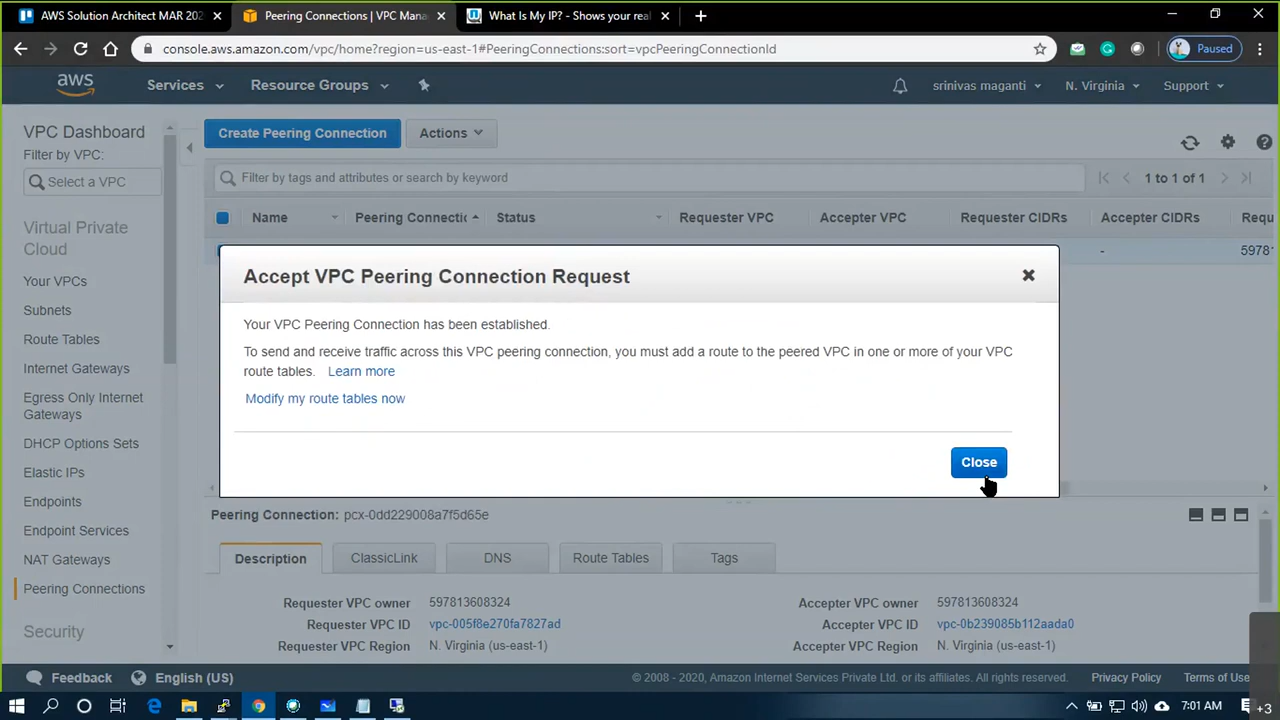 AWS Solution Architect MAR 202
Peering Connections | VPC Mana
What Is My IP? - Shows your real
console.aws.amazon.com/vpc/home?region=us-east-1#PeeringConnections:sort=vpcPeeringConnectionId
Paused
aws
Services
Resource Groups
srinivas maganti
N. Virginia
Support
VPC Dashboard
Filter by VPC:
Select a VPC
Virtual Private
Cloud
Your VPCs
Subnets
Route Tables
Internet Gateways
Egress Only Internet
Gateways
DHCP Options Sets
Elastic IPs
Endpoints
Endpoint Services
NAT Gateways
Peering Connections
Security
Create Peering Connection
Actions
Filter by tags and attributes or search by keyword
1 to 1 of 1
Name
Peering Connectic
Status
Requester VPC
Accepter VPC
Requester CIDRs
Accepter CIDRs
Requ
-
5978
Accept VPC Peering Connection Request
Your VPC Peering Connection has been established.
To send and receive traffic across this VPC peering connection, you must add a route to the peered VPC in one or more of your VPC
route tables. Learn more
Modify my route tables now
Close
Peering Connection: pcx-0dd229008a7f5d65e
Description
ClassicLink
DNS
Route Tables
Tags
Requester VPC owner 597813608324
Accepter VPC owner 597813608324
Requester VPC ID vpc-005f8e270fa7827ad
Accepter VPC ID vpc-0b239085b112aada0
Requester VPC Region N. Virginia (us-east-1)
Accepter VPC Region N. Virginia (us-east-1)
Feedback
English (US)
© 2008 - 2020, Amazon Internet Services Private Ltd. or its affiliates. All rights reserved.
Privacy Policy
Terms of Use
7:01 AM
+3